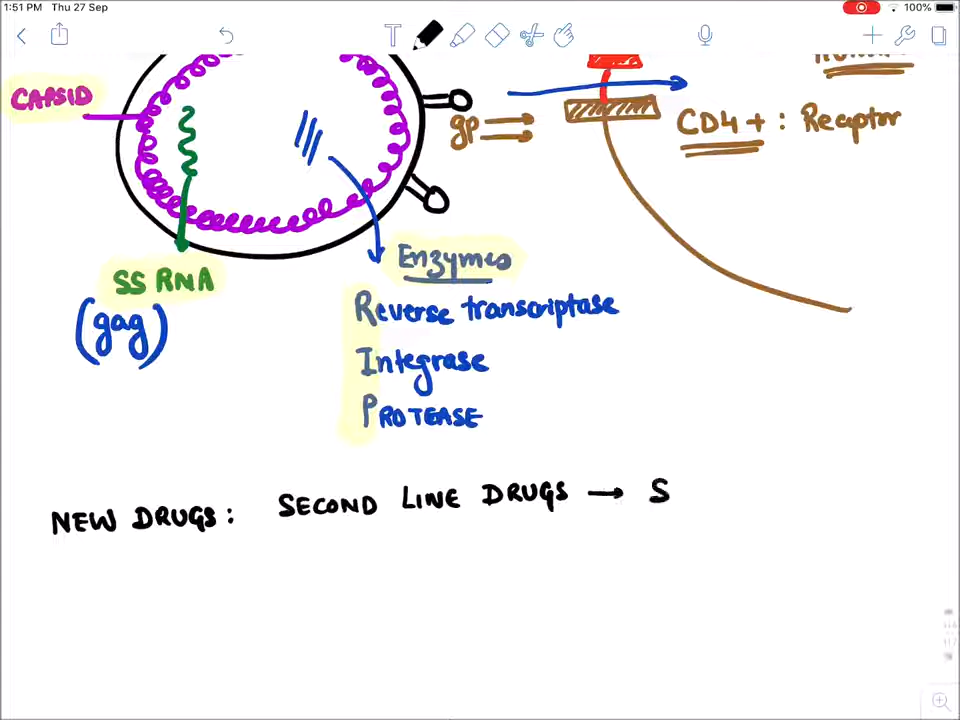 1:51 PM Thu 27 Sep
100%
T
CAPSID
gp
CD4+ : Receptor
Enzymes
SS RNA
(gag)
Reverse transcriptase
Integrase
PROTEASE
NEW DRUGS: SECOND LINE DRUGS → S